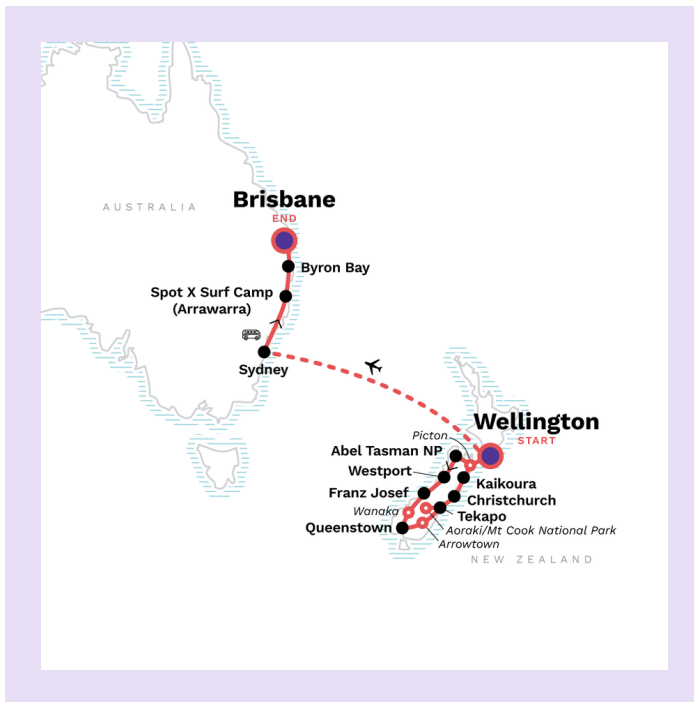 Brisbane
END
AUSTRALIA
Byron Bay
Spot X Surf Camp
(Arrawarra)
Sydney
Wellington
START
Picton
Abel Tasman NP
Westport
Kaikoura
Franz Josef
Christchurch
Wanaka
Tekapo
Queenstown
Aoraki/Mt Cook National Park
Arrowtown
NEW ZEALAND